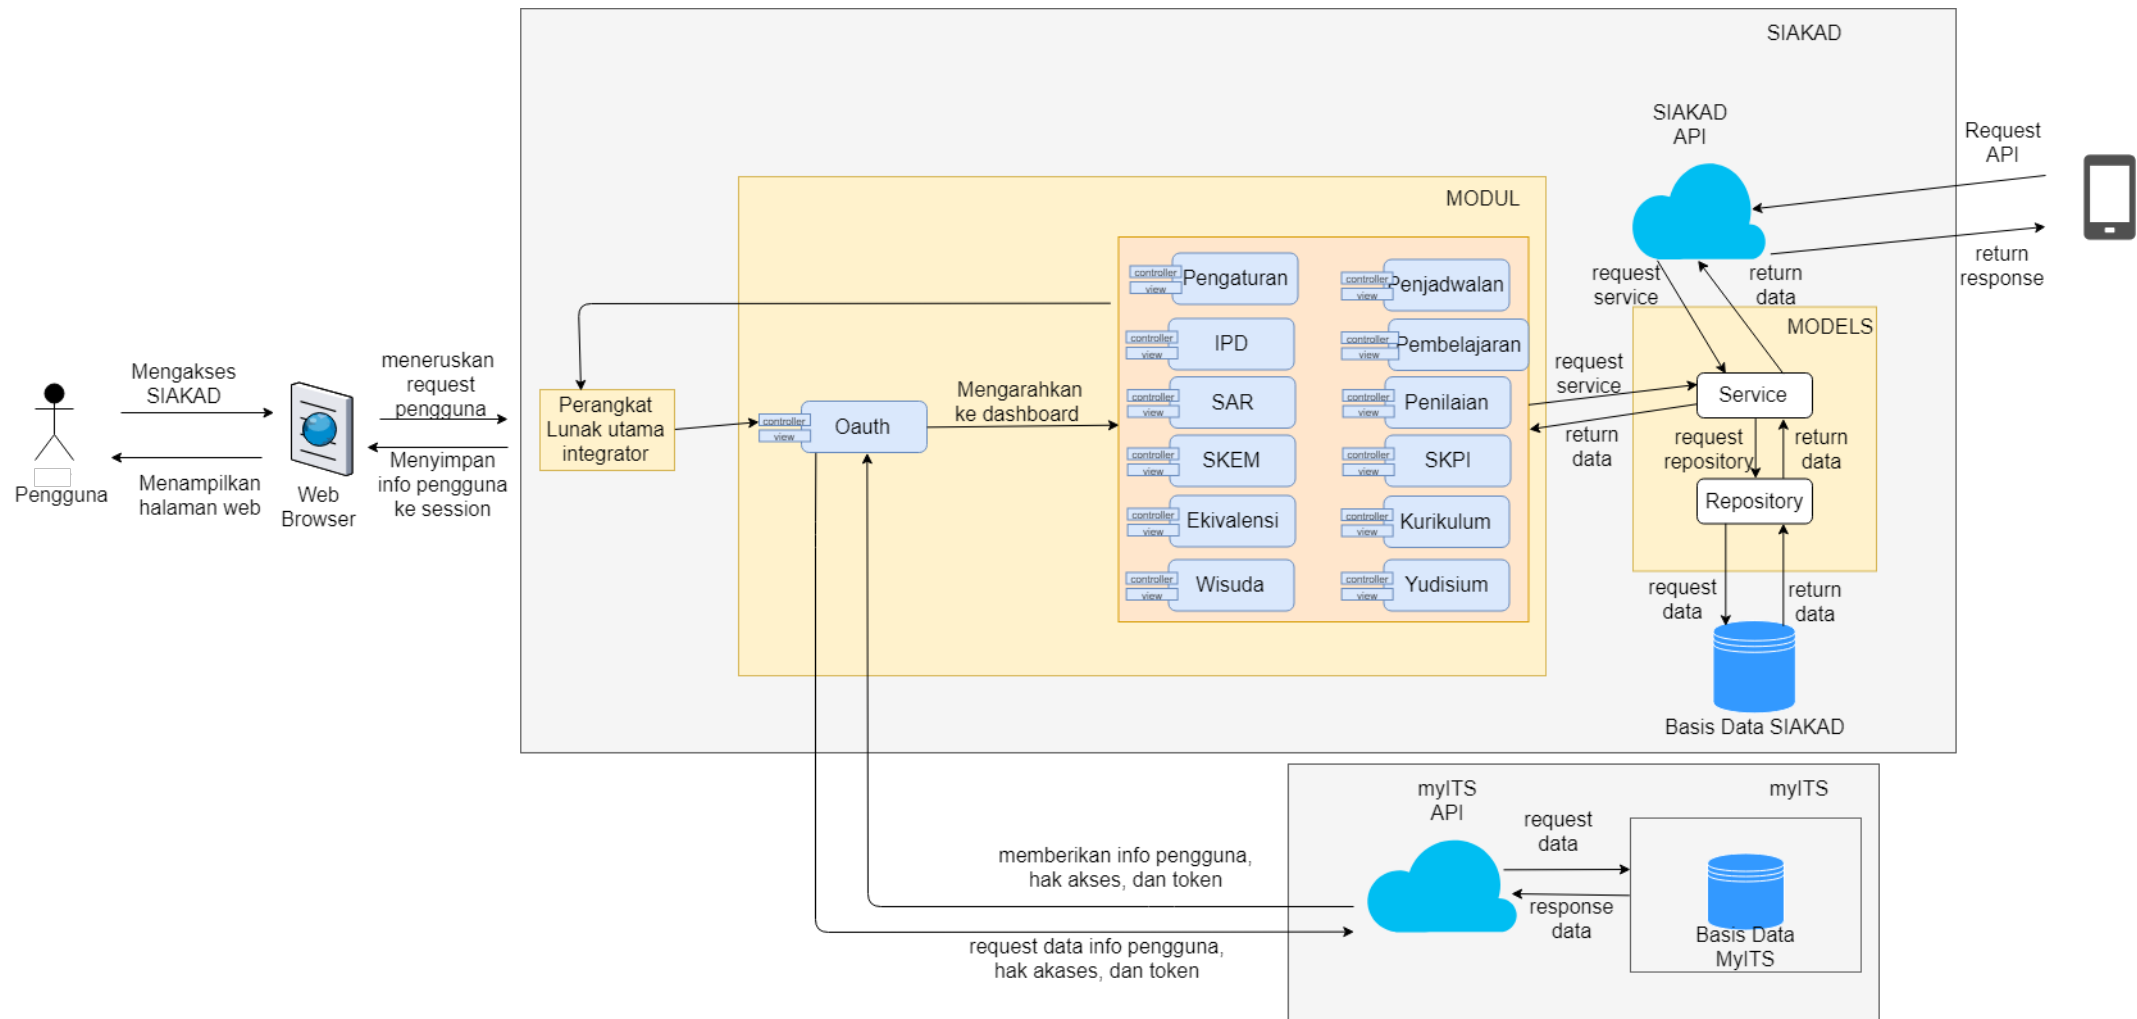 SIAKAD
SIAKAD
API
Request
API
return
response
request
service
return
data
MODUL
controller
view
Pengaturan
controller
view
Penjadwalan
controller
view
IPD
controller
view
Pembelajaran
controller
view
SAR
controller
view
Penilaian
controller
view
SKEM
controller
view
SKPI
controller
view
Ekivalensi
controller
view
Kurikulum
controller
view
Wisuda
controller
view
Yudisium
MODELS
request
service
return
data
Service
request
repository
return
data
Repository
request
data
return
data
Basis Data SIAKAD
Mengakses
SIAKAD
Menampilkan
halaman web
Pengguna
Web
Browser
meneruskan
request
pengguna
Menyimpan
info pengguna
ke session
Perangkat
Lunak utama
integrator
controller
view
Oauth
Mengarahkan
ke dashboard
memberikan info pengguna,
hak akses, dan token
request data info pengguna,
hak akases, dan token
myITS
API
myITS
request
data
response
data
Basis Data
MyITS